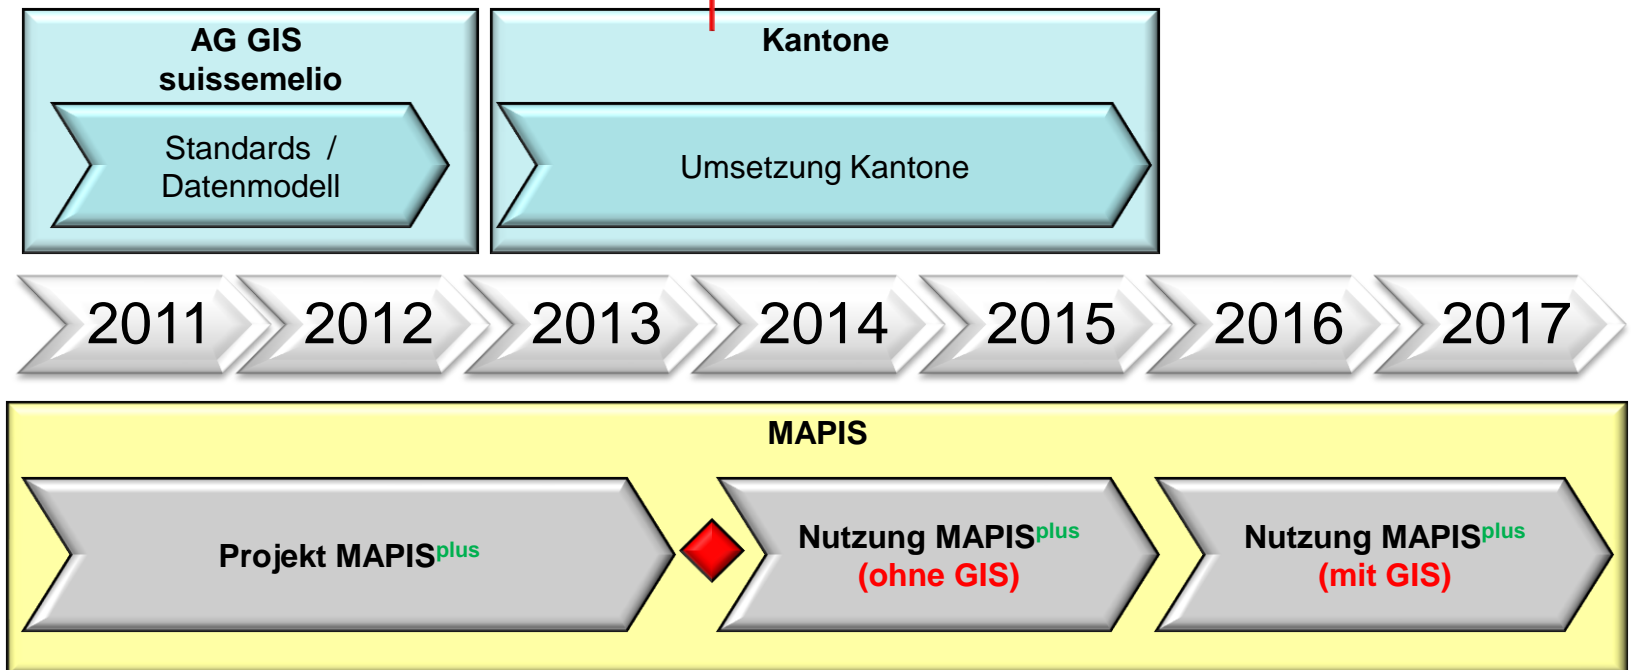 AG GIS
suissemelio
Standards /
Datenmodell
Kantone
Umsetzung Kantone
2011 2012 2013 2014 2015 2016 2017
MAPIS
Projekt MAPISplus
Nutzung MAPISplus
(ohne GIS)
Nutzung MAPISplus
(mit GIS)